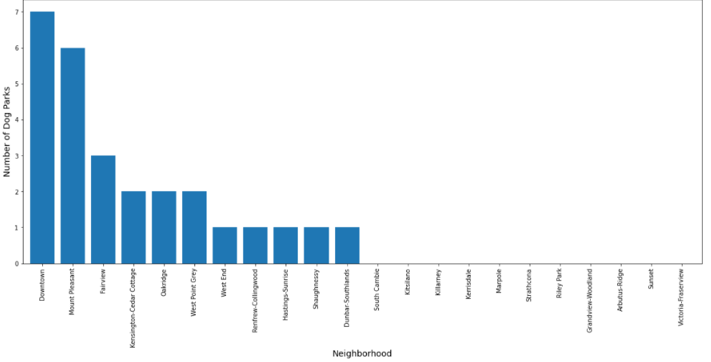 Number of Dog Parks
7
6
5
4
3
2
1
0
Downtown
Mount Pleasant
Fairview
Kensington-Cedar Cottage
Oakridge
West Point Grey
West End
Renfrew-Collingwood
Hastings-Sunrise
Shaughnessy
Dunbar-Southlands
South Cambie
Kitsilano
Killarney
Kerrisdale
Marpole
Strathcona
Riley Park
Grandview-Woodland
Arbutus-Ridge
Sunset
Victoria-Fraserview
Neighborhood